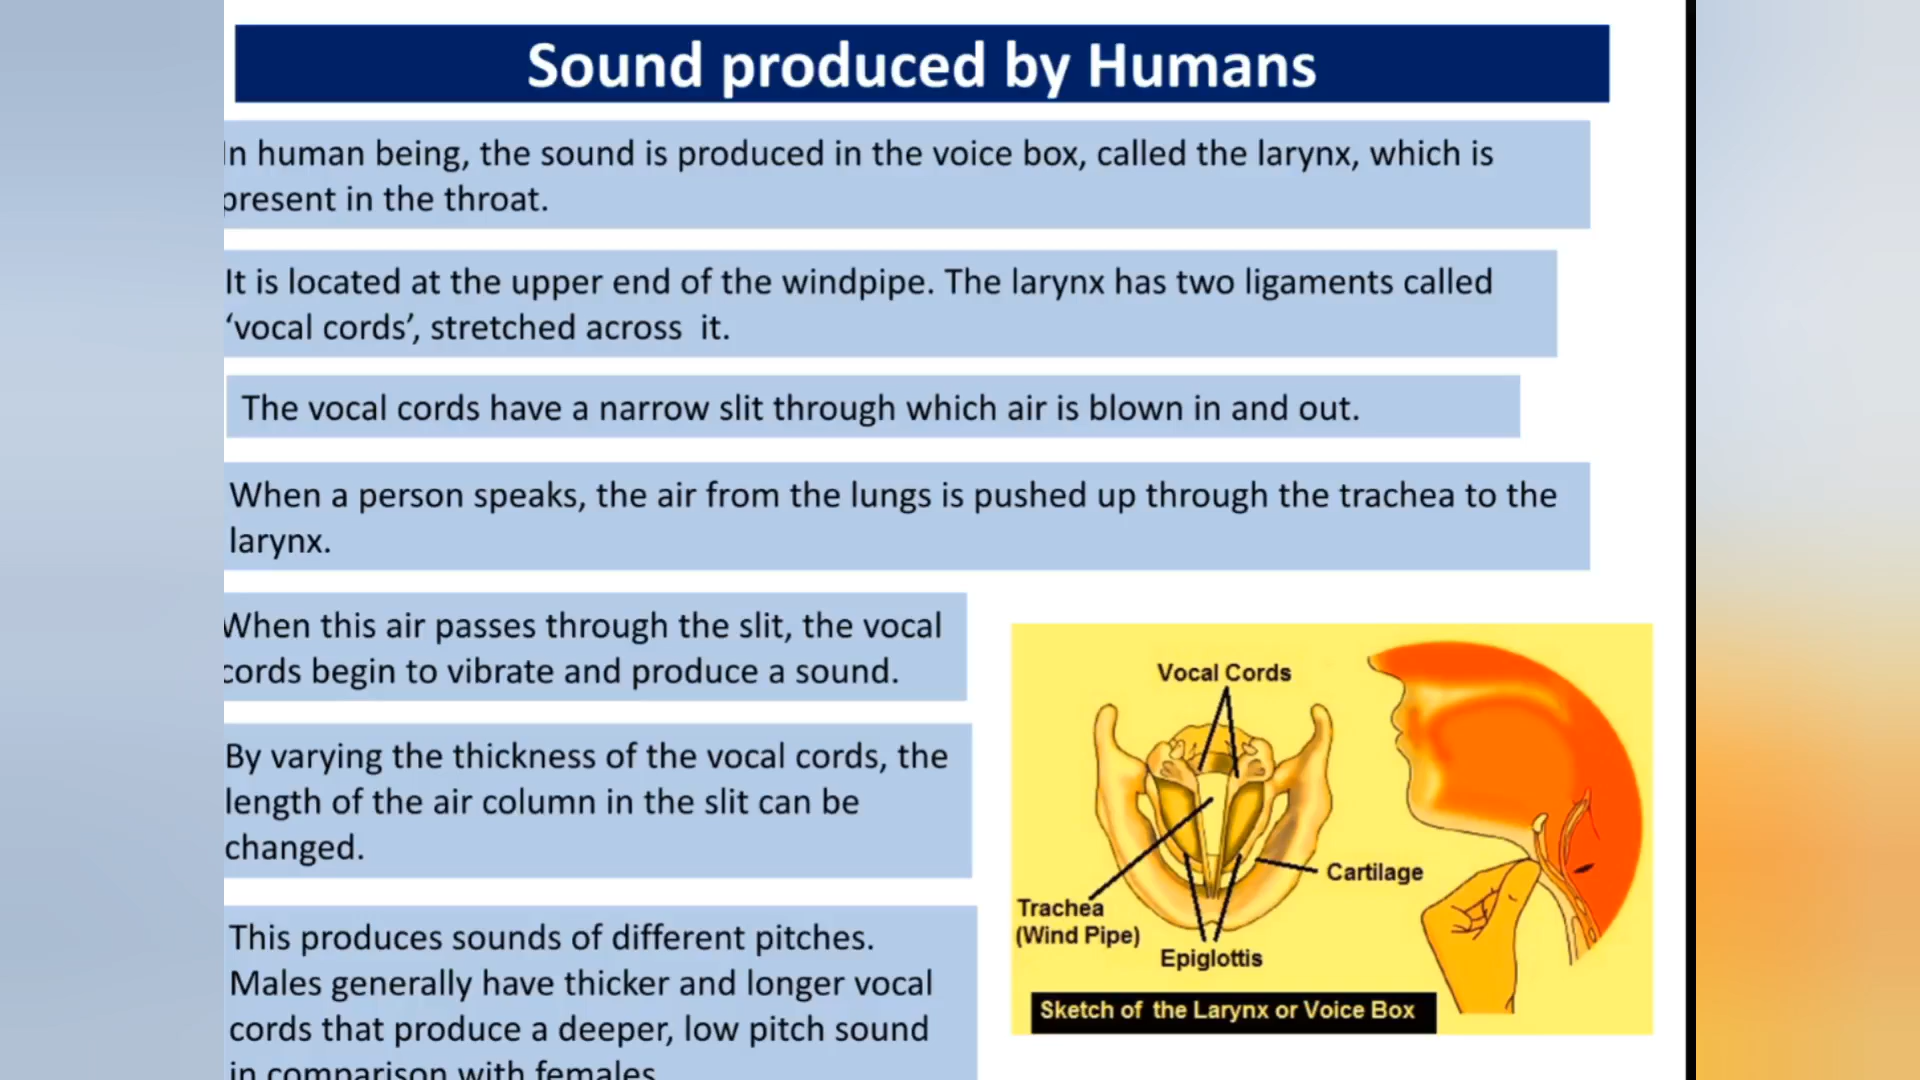 Sound produced by Humans
In human being, the sound is produced in the voice box, called the larynx, which is
present in the throat.
It is located at the upper end of the windpipe. The larynx has two ligaments called
‘vocal cords’, stretched across  it.
The vocal cords have a narrow slit through which air is blown in and out.
When a person speaks, the air from the lungs is pushed up through the trachea to the
larynx.
When this air passes through the slit, the vocal
cords begin to vibrate and produce a sound.
By varying the thickness of the vocal cords, the
length of the air column in the slit can be
changed.
This produces sounds of different pitches.
Males generally have thicker and longer vocal
cords that produce a deeper, low pitch sound
in comparison with females
Vocal Cords
Cartilage
Trachea
(Wind Pipe)
Epiglottis
Sketch of the Larynx or Voice Box